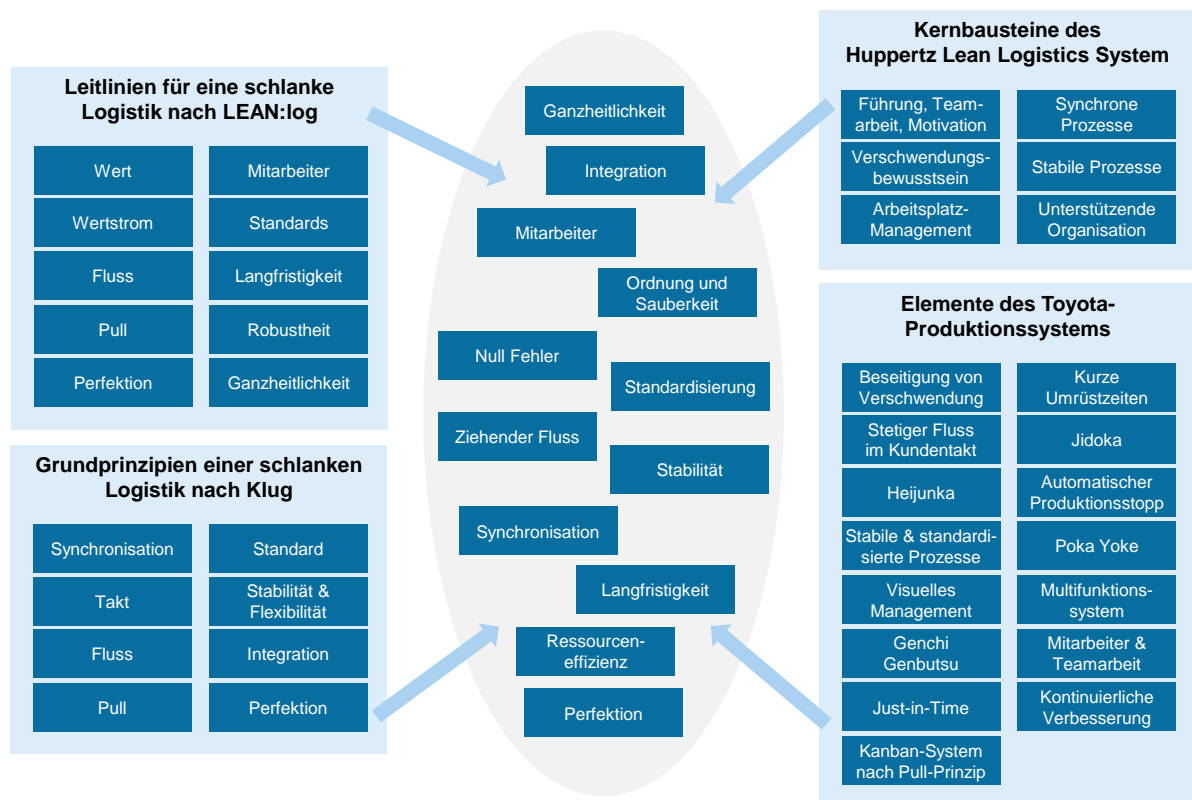 Leitlinien für eine schlanke
Logistik nach LEAN:log
Wert
Mitarbeiter
Wertstrom
Standards
Fluss
Langfristigkeit
Pull
Robustheit
Perfektion
Ganzheitlichkeit
Grundprinzipien einer schlanken
Logistik nach Klug
Synchronisation
Standard
Takt
Stabilität &
Flexibilität
Fluss
Integration
Pull
Perfektion
Ganzheitlichkeit
Integration
Mitarbeiter
Ordnung und
Sauberkeit
Null Fehler
Standardisierung
Ziehender Fluss
Stabilität
Synchronisation
Langfristigkeit
Ressourcen-
effizienz
Perfektion
Kernbausteine des
Huppertz Lean Logistics System
Führung, Team-
arbeit, Motivation
Synchrone
Prozesse
Verschwendungs-
bewusstsein
Stabile Prozesse
Arbeitsplatz-
Management
Unterstützende
Organisation
Elemente des Toyota-
Produktionssystems
Beseitigung von
Verschwendung
Kurze
Umrüstzeiten
Stetiger Fluss
im Kundentakt
Jidoka
Heijunka
Automatischer
Produktionsstopp
Stabile & standardi-
sierte Prozesse
Poka Yoke
Visuelles
Management
Multifunktions-
system
Genchi
Genbutsu
Mitarbeiter &
Teamarbeit
Just-in-Time
Kontinuierliche
Verbesserung
Kanban-System
nach Pull-Prinzip